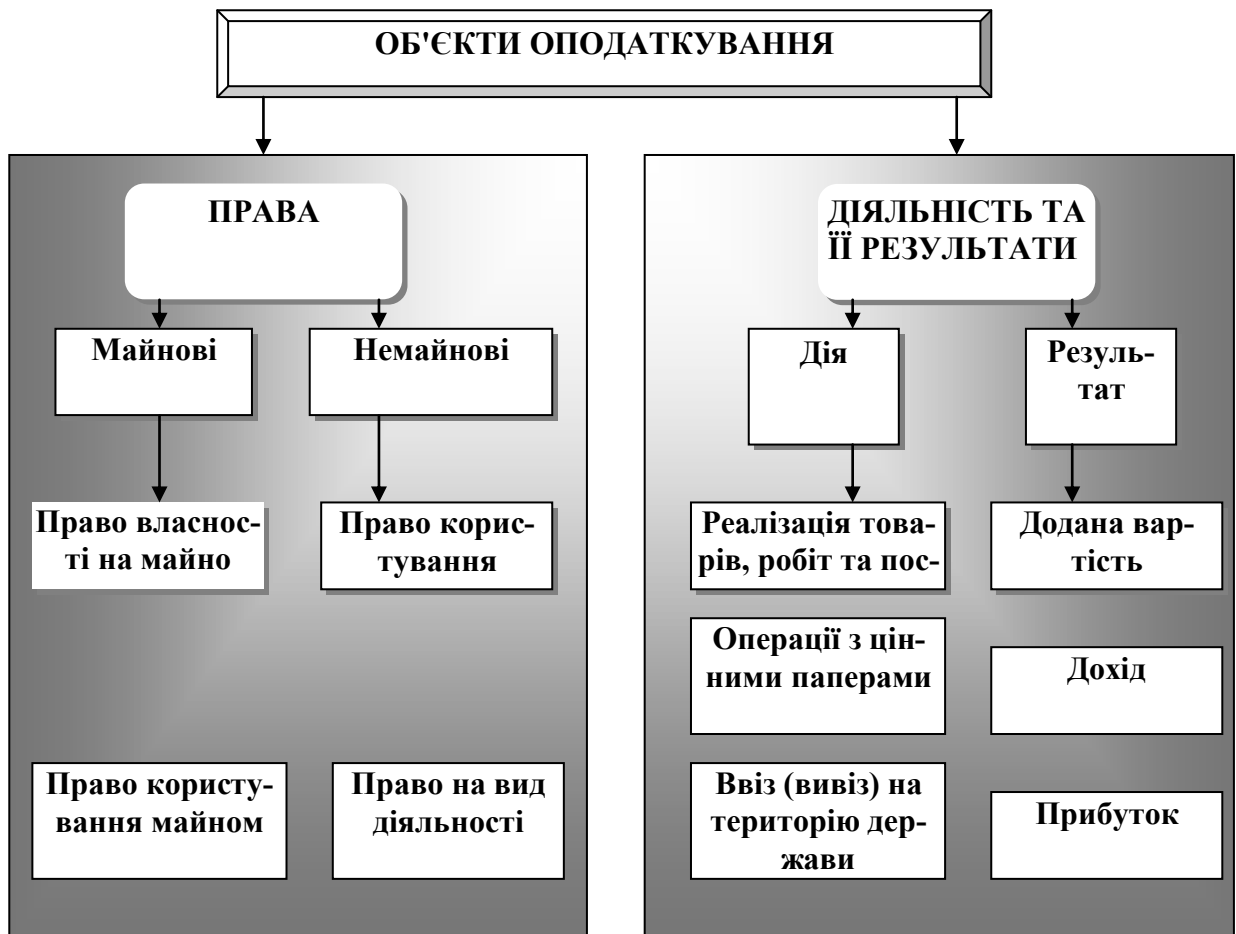 ОБ'ЄКТИ ОПОДАТКУВАННЯ
ПРАВА
Майнові
Немайнові
Право власнос-
ті на майно
Право корис-
тування
Право користу-
вання майном
Право на вид
діяльності
ДІЯЛЬНІСТЬ ТА
ЇЇ РЕЗУЛЬТАТИ
Дія
Резуль-
тат
Реалізація това-
рів, робіт та пос-
Додана вар-
тість
Операції з цін-
ними паперами
Дохід
Ввіз (вивіз) на
територію дер-
жави
Прибуток